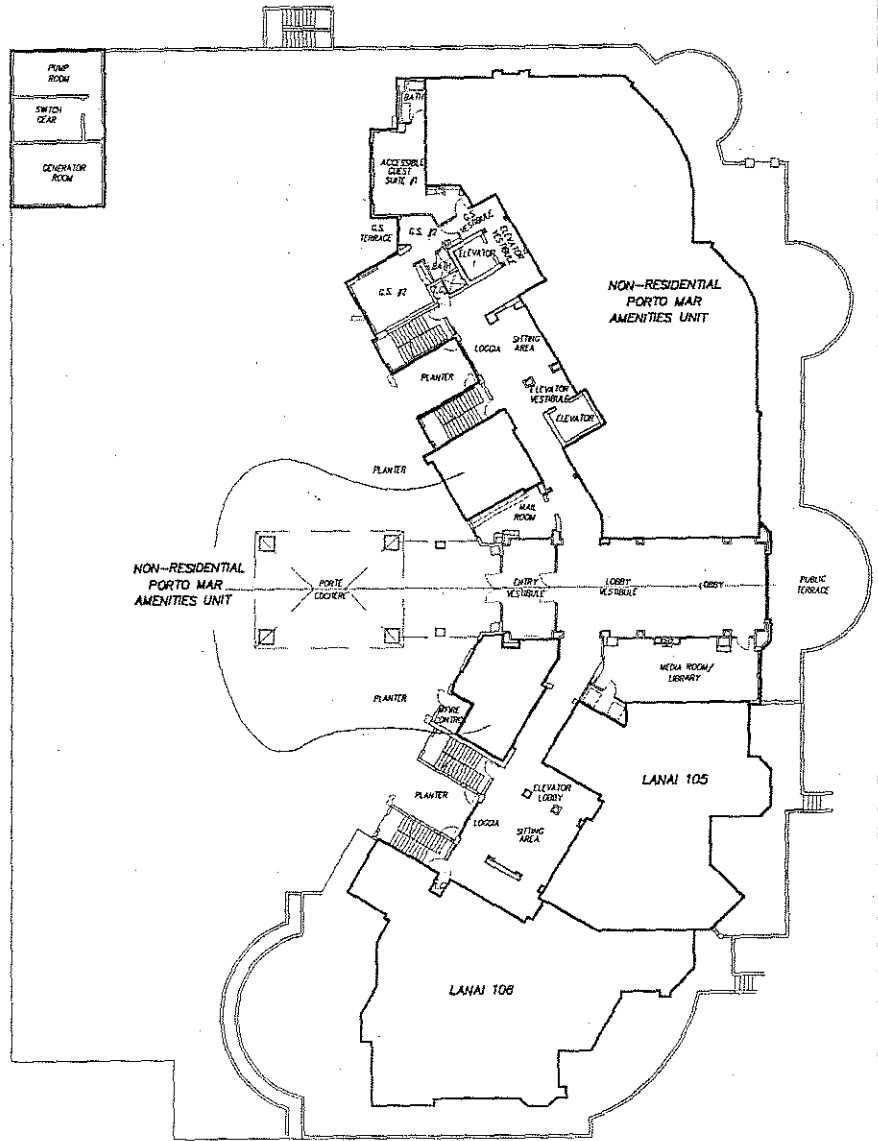 PUMP
ROOM
SWITCH
GEAR
GENERATOR
ROOM
BATH
ACCESSIBLE
GUEST
SUITE #1
G.S.
TERRACE
G.S. #2
G.S.
VESTIBULE
ELEVATOR
VESTIBULE
ELEVATOR
1
BATH
G.S. #2
NON-RESIDENTIAL
PORTO MAR
AMENITIES UNIT
LOGGIA
SITTING
AREA
PLANTER
ELEVATOR
VESTIBULE
ELEVATOR
PLANTER
MAIL
ROOM
NON-RESIDENTIAL
PORTO MAR
AMENITIES UNIT
PORTE
COCHERE
ENTRY
VESTIBULE
LOBBY
VESTIBULE
LOBBY
PUBLIC
TERRACE
MEDIA ROOM/
LIBRARY
PLANTER
FIRE
CONTROL
LANAI 105
PLANTER
ELEVATOR
LOBBY
LOGGIA
SITTING
AREA
LANAI 106